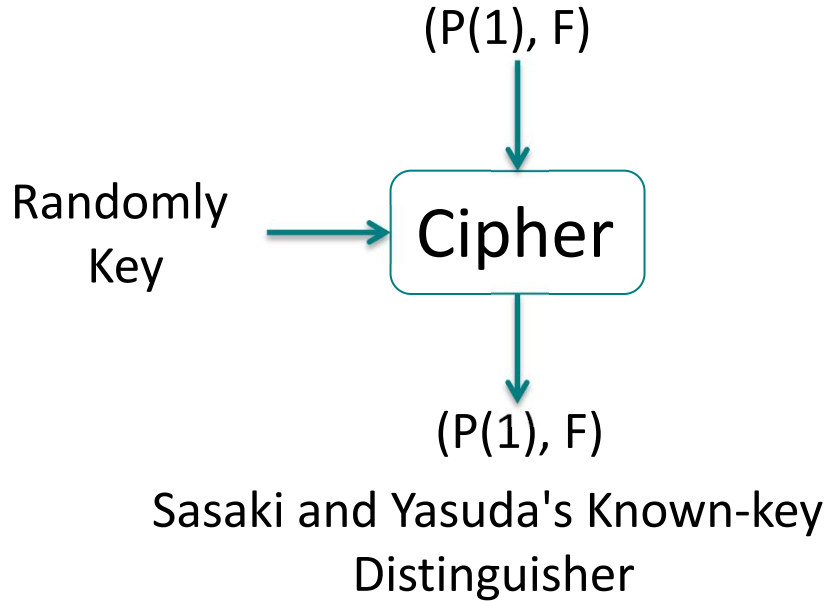 (P(1), F)
Randomly
Key
Cipher
(P(1), F)
Sasaki and Yasuda's Known-key
Distinguisher